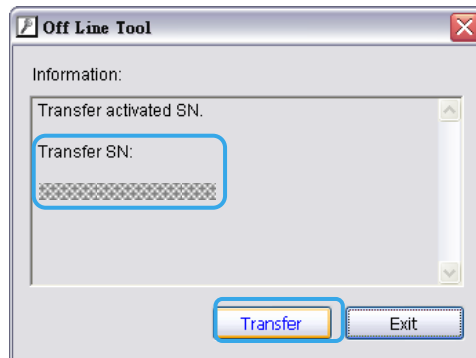 Off Line Tool
Information:
Transfer activated SN.
Transfer SN:
Transfer
Exit